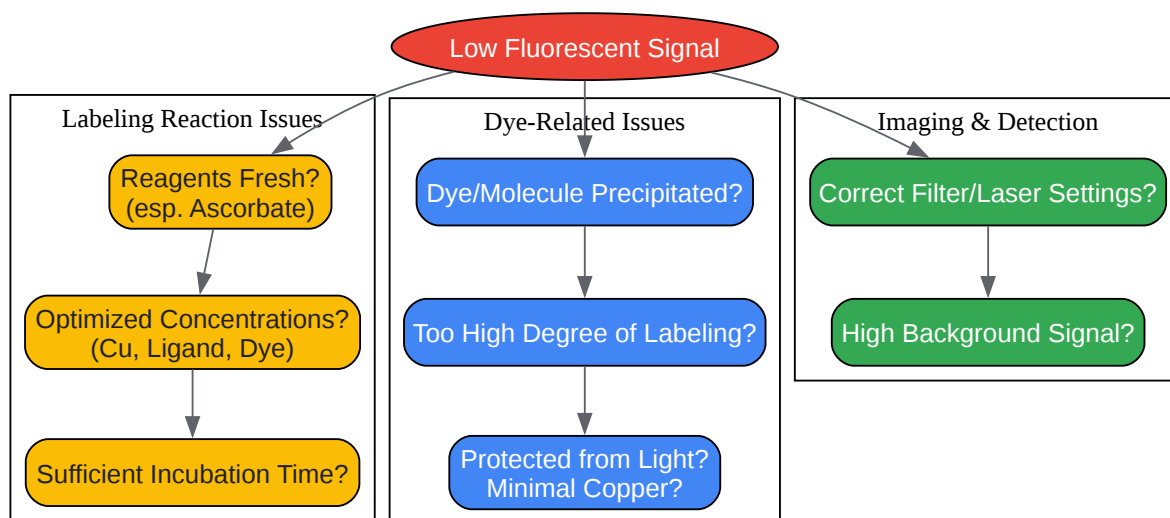 Low Fluorescent Signal
Labeling Reaction Issues
Reagents Fresh?
(esp. Ascorbate)
Optimized Concentrations?
(Cu, Ligand, Dye)
Sufficient Incubation Time?
Dye-Related Issues
Dye/Molecule Precipitated?
Too High Degree of Labeling?
Protected from Light?
Minimal Copper?
Imaging & Detection
Correct Filter/Laser Settings?
High Background Signal?